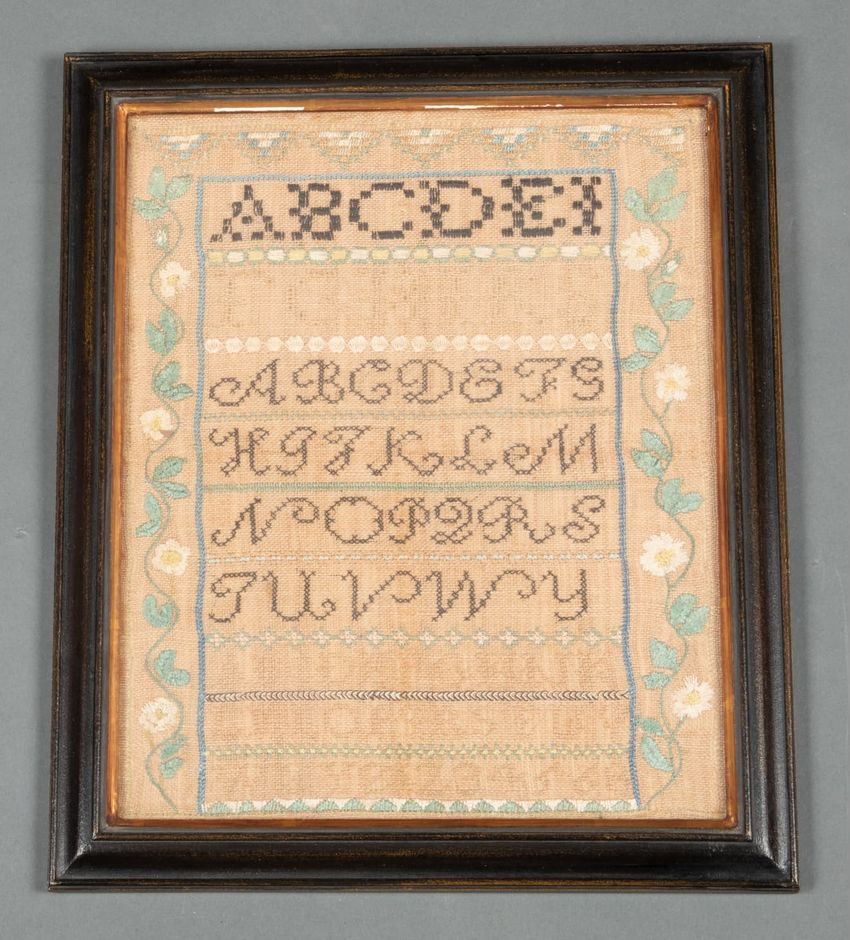 ABCDEI
ABCDEFG
HIJKLM
NOPQRS
TUVWY